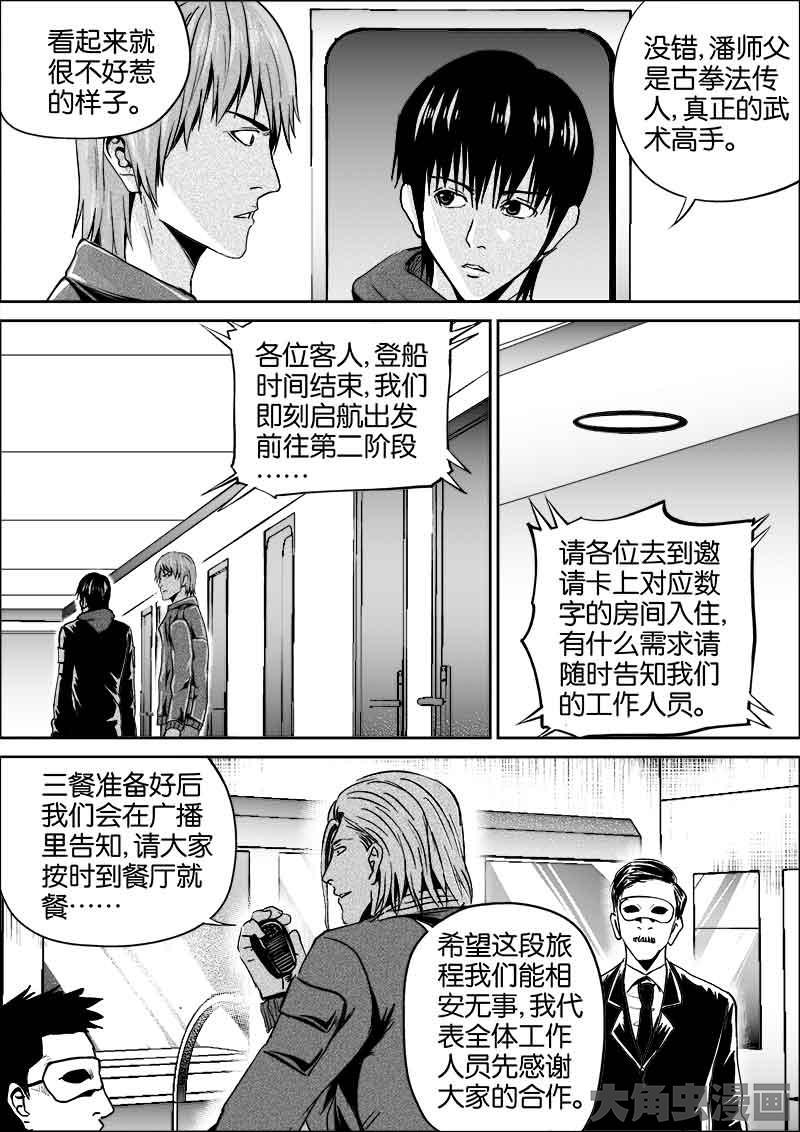 看起来就
很不好惹
的样子。
没错，潘师父
是古拳法传
人，真正的武
术高手。
各位客人，登船
时间结束，我们
即刻启航出发
前往第二阶段
……
请各位去到邀
请卡上对应数
字的房间入住，
有什么需求请
随时告知我们
的工作人员。
三餐准备好后
我们会在广播
里告知，请大家
按时到餐厅就
餐……
希望这段旅
程我们能相
安无事，我代
表全体工作
人员先感谢
大家的合作。
大角虫漫画